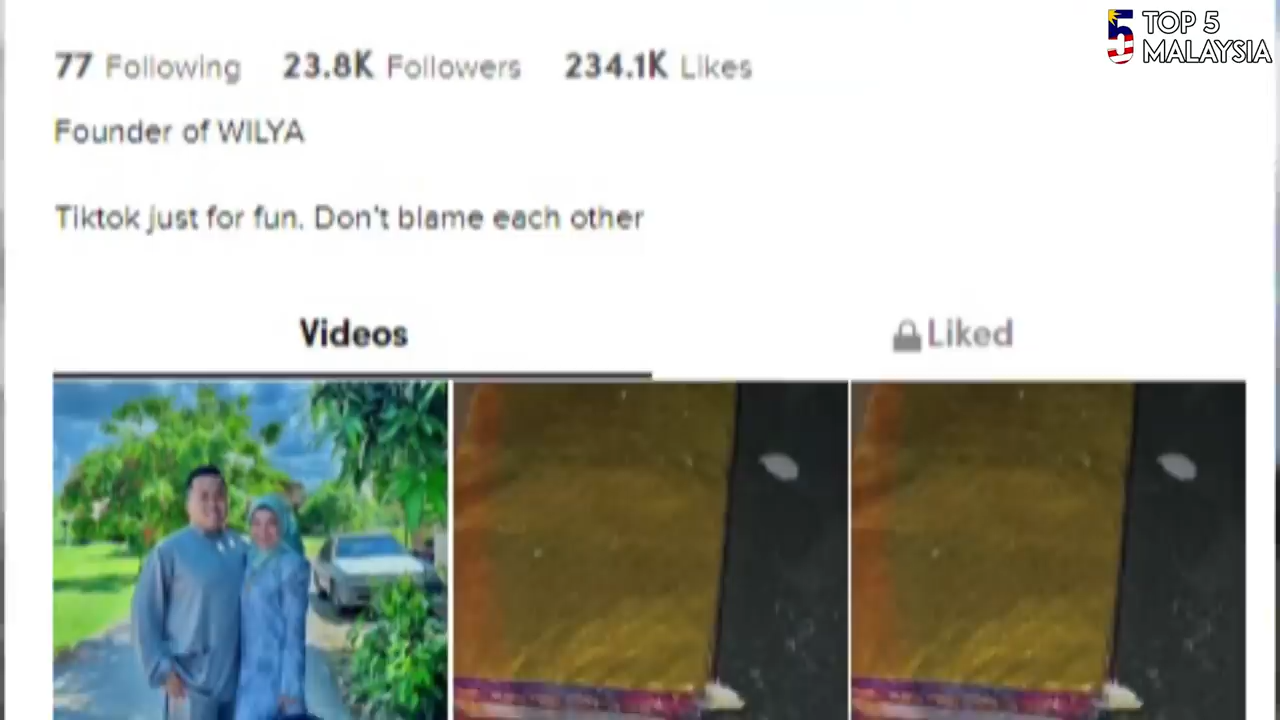 5 TOP 5
MALAYSIA
77 Following 23.8K Followers 234.1K Likes
Founder of WILYA
Tiktok just for fun. Don't blame each other
Videos Liked